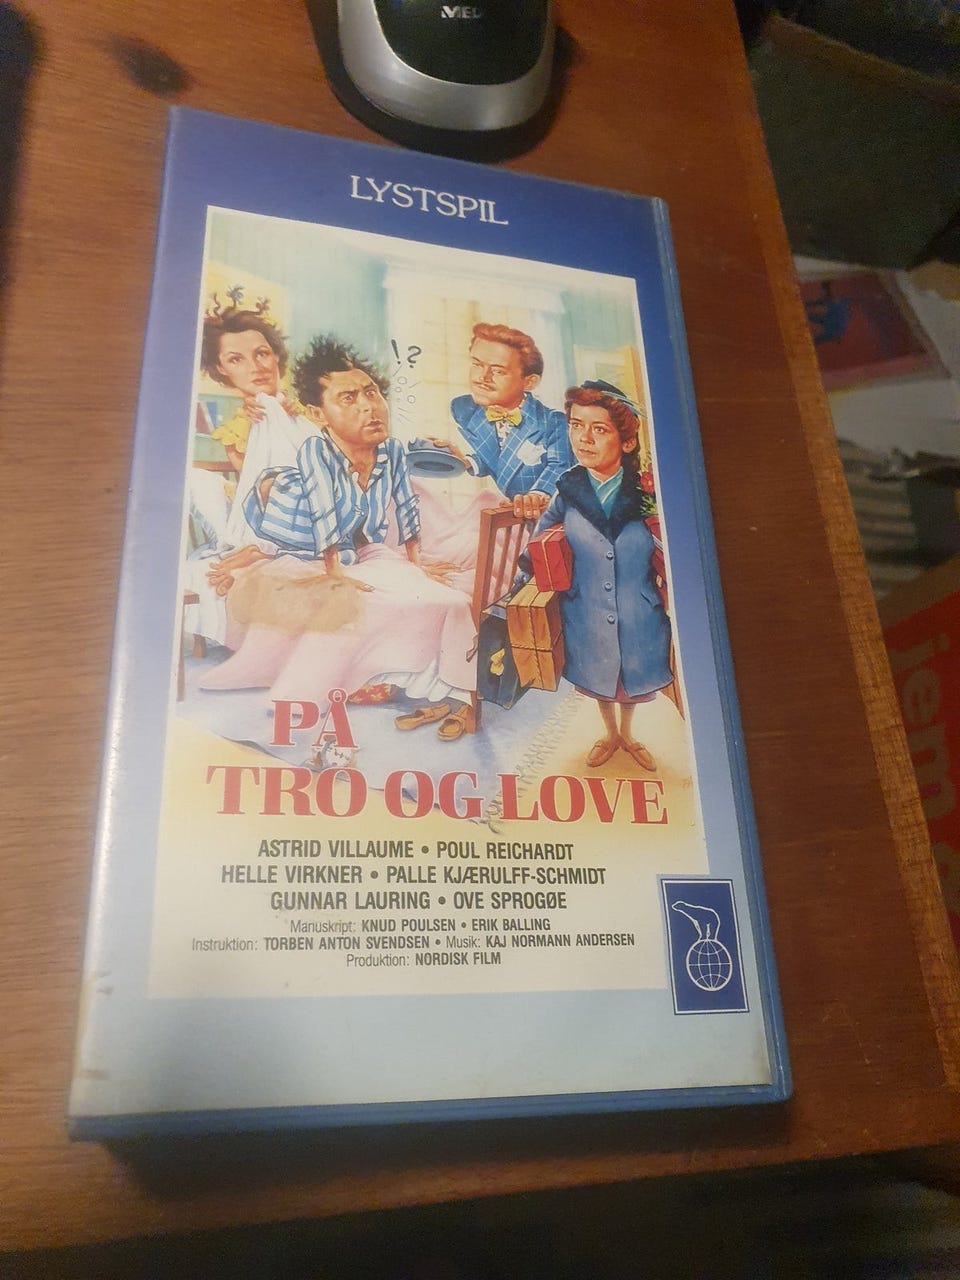 LYSTSPIL
!?
PÅ
TRO OG LOVE
ASTRID VILLAUME • POUL REICHARDT
HELLE VIRKNER • PALLE KJÆRULFF-SCHMIDT
GUNNAR LAURING • OVE SPROGØE
Manuskript: KNUD POULSEN • ERIK BALLING
Instruktion: TORBEN ANTON SVENDSEN • Musik: KAJ NORMANN ANDERSEN
Produktion: NORDISK FILM
jem